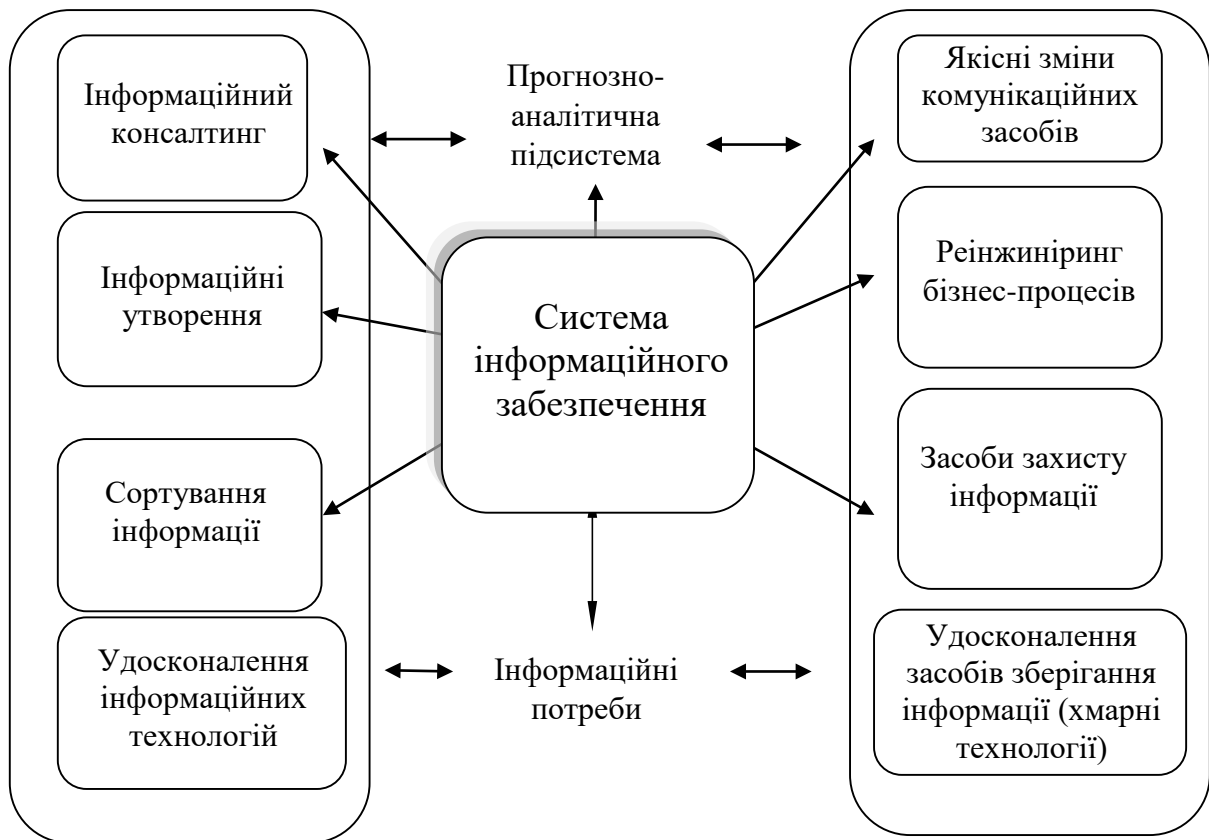 Інформаційний
консалтинг
Інформаційні
утворення
Сортування
інформації
Удосконалення
інформаційних
технологій
Прогнозно-
аналітична
підсистема
Система
інформаційного
забезпечення
Інформаційні
потреби
Якісні зміни
комунікаційних
засобів
Реінжиніринг
бізнес-процесів
Засоби захисту
інформації
Удосконалення
засобів зберігання
інформації (хмарні
технології)